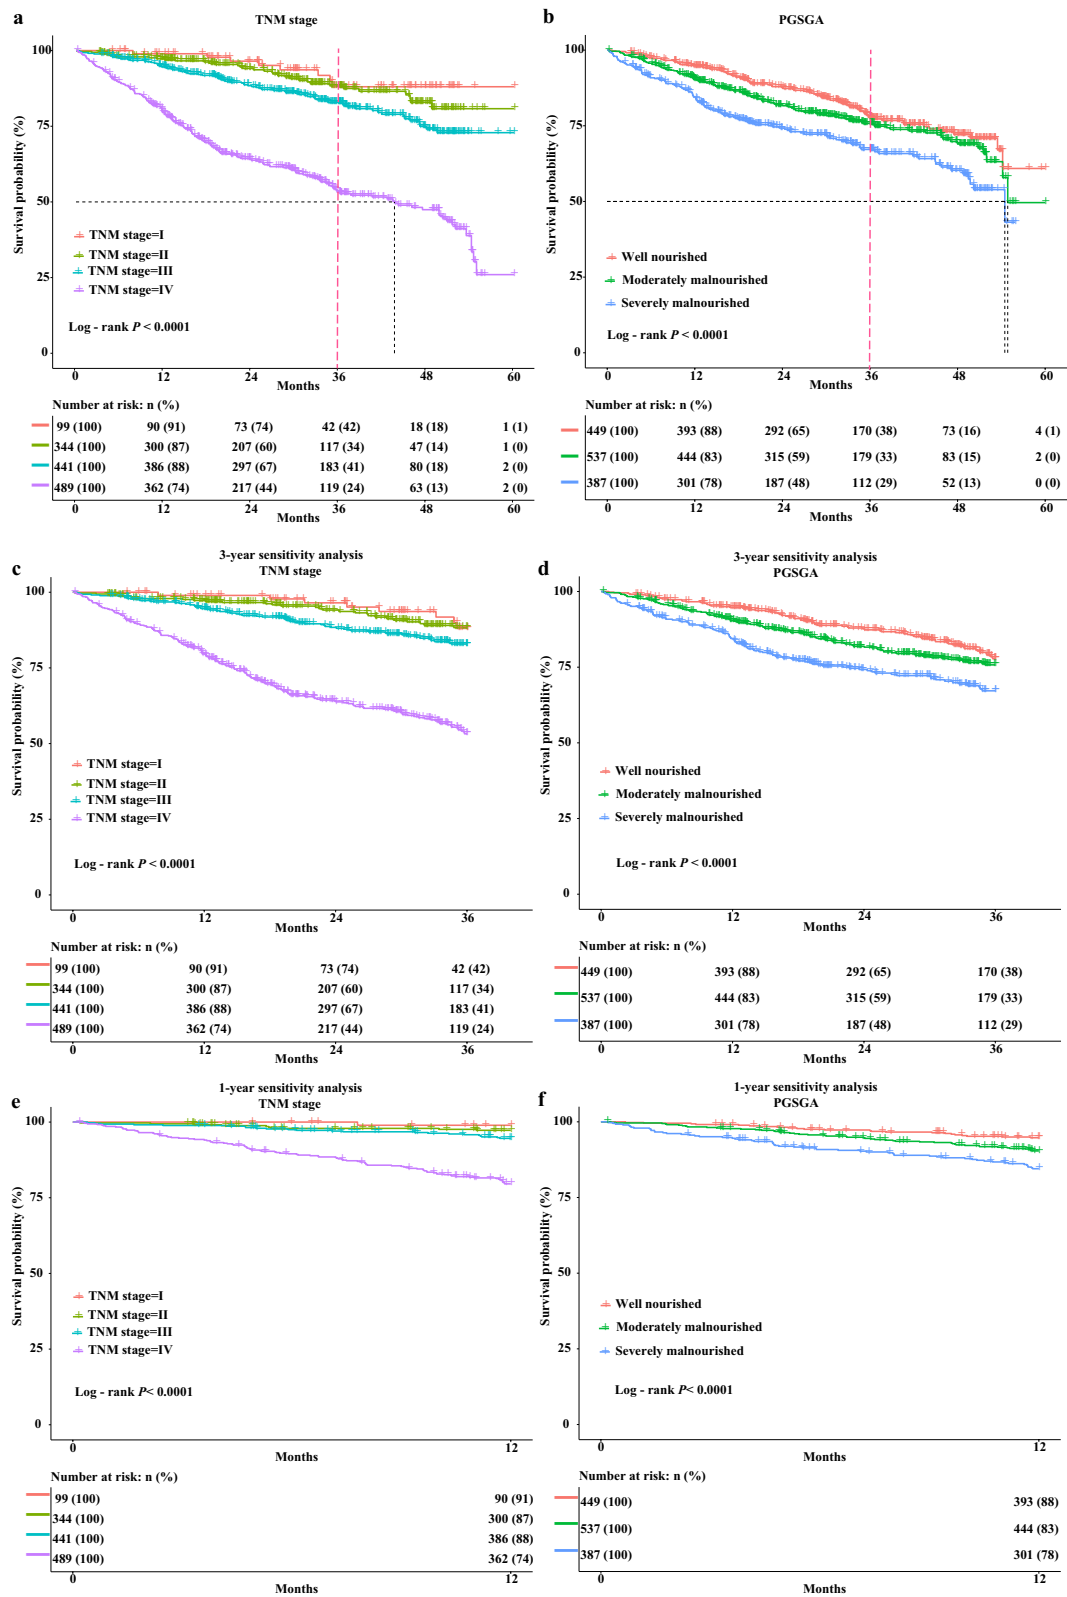 a
TNM stage
Survival probability (%)
100
75
50
25
0
TNM stage=I
TNM stage=II
TNM stage=III
TNM stage=IV
Log - rank P < 0.0001
0 12 24 36 48 60
Months
Number at risk: n (%)
99 (100) 90 (91) 73 (74) 42 (42) 18 (18) 1 (1)
344 (100) 300 (87) 207 (60) 117 (34) 47 (14) 1 (0)
441 (100) 386 (88) 297 (67) 183 (41) 80 (18) 2 (0)
489 (100) 362 (74) 217 (44) 119 (24) 63 (13) 2 (0)
0 12 24 36 48 60
Months
b
PGSGA
Survival probability (%)
100
75
50
25
0
Well nourished
Moderately malnourished
Severely malnourished
Log - rank P < 0.0001
0 12 24 36 48 60
Months
Number at risk: n (%)
449 (100) 393 (88) 292 (65) 170 (38) 73 (16) 4 (1)
537 (100) 444 (83) 315 (59) 179 (33) 83 (15) 2 (0)
387 (100) 301 (78) 187 (48) 112 (29) 52 (13) 0 (0)
0 12 24 36 48 60
Months
c
3-year sensitivity analysis
TNM stage
Survival probability (%)
100
75
50
25
0
TNM stage=I
TNM stage=II
TNM stage=III
TNM stage=IV
Log - rank P < 0.0001
0 12 24 36
Months
Number at risk: n (%)
99 (100) 90 (91) 73 (74) 42 (42)
344 (100) 300 (87) 207 (60) 117 (34)
441 (100) 386 (88) 297 (67) 183 (41)
489 (100) 362 (74) 217 (44) 119 (24)
0 12 24 36
Months
d
3-year sensitivity analysis
PGSGA
Survival probability (%)
100
75
50
25
0
Well nourished
Moderately malnourished
Severely malnourished
Log - rank P < 0.0001
0 12 24 36
Months
Number at risk: n (%)
449 (100) 393 (88) 292 (65) 170 (38)
537 (100) 444 (83) 315 (59) 179 (33)
387 (100) 301 (78) 187 (48) 112 (29)
0 12 24 36
Months
e
1-year sensitivity analysis
TNM stage
Survival probability (%)
100
75
50
25
0
TNM stage=I
TNM stage=II
TNM stage=III
TNM stage=IV
Log - rank P< 0.0001
0 12
Months
Number at risk: n (%)
99 (100) 90 (91)
344 (100) 300 (87)
441 (100) 386 (88)
489 (100) 362 (74)
0 12
Months
f
1-year sensitivity analysis
PGSGA
Survival probability (%)
100
75
50
25
0
Well nourished
Moderately malnourished
Severely malnourished
Log - rank P< 0.0001
0 12
Months
Number at risk: n (%)
449 (100) 393 (88)
537 (100) 444 (83)
387 (100) 301 (78)
0 12
Months